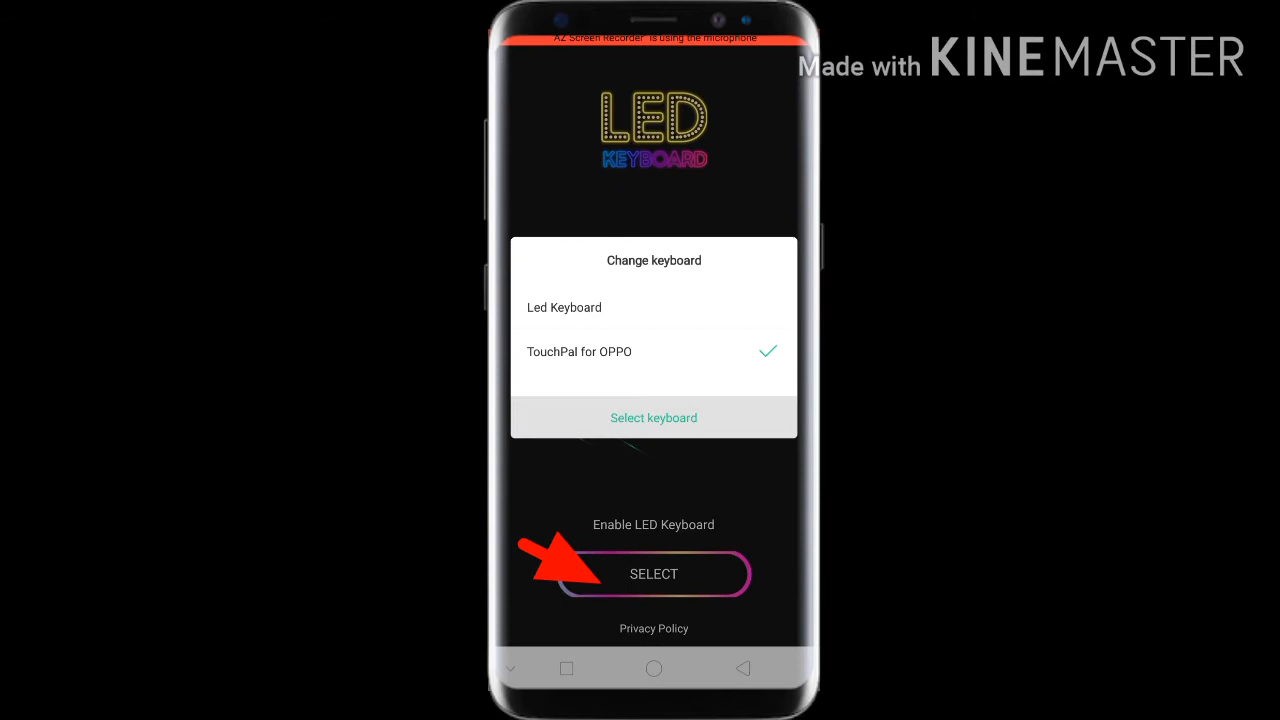 AZ Screen Recorder" is using the microphone
Made with KINEMASTER
LED
KEYBOARD
Change keyboard
Led Keyboard
TouchPal for OPPO
Select keyboard
Enable LED Keyboard
SELECT
Privacy Policy